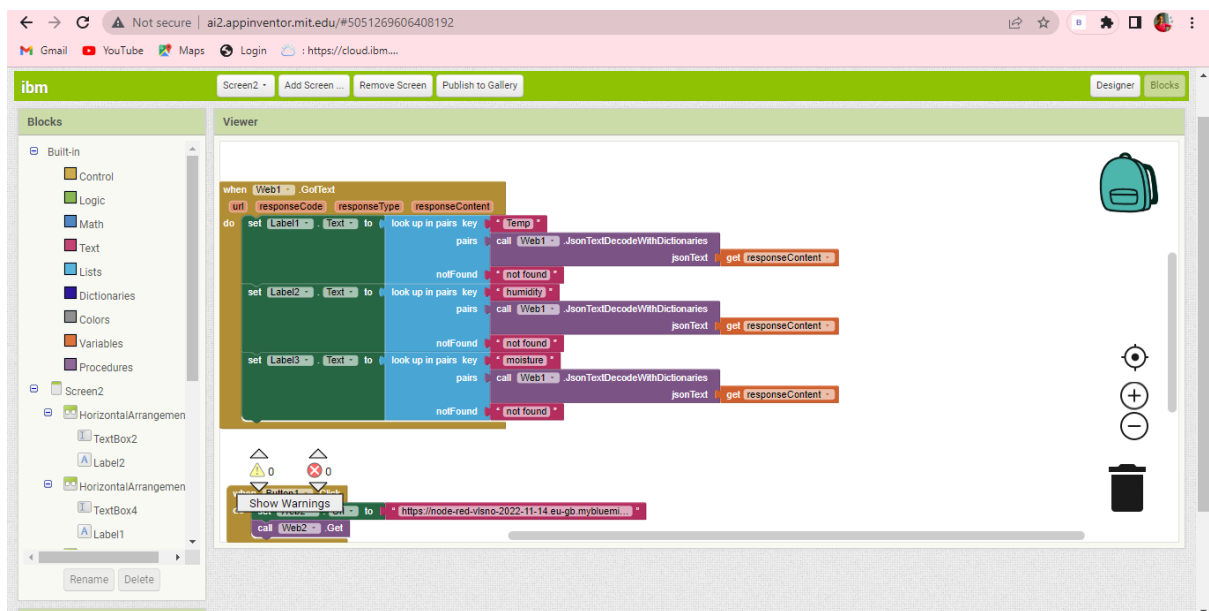 Not secure | ai2.appinventor.mit.edu/#5051269606408192
Gmail YouTube Maps Login : https://cloud.ibm....
ibm Screen2 Add Screen ... Remove Screen Publish to Gallery Designer Blocks
Blocks Viewer
Built-in
Control
Logic
Math
Text
Lists
Dictionaries
Colors
Variables
Procedures
Screen2
HorizontalArrangemen
TextBox2
Label2
HorizontalArrangemen
TextBox4
Label1
Rename Delete
when Web1 .GotText
url responseCode responseType responseContent
do set Label1 . Text to look up in pairs key " Temp "
pairs call Web1 .JsonTextDecodeWithDictionaries
jsonText get responseContent
notFound " not found "
set Label2 . Text to look up in pairs key " humidity "
pairs call Web1 .JsonTextDecodeWithDictionaries
jsonText get responseContent
notFound " not found "
set Label3 . Text to look up in pairs key " moisture "
pairs call Web1 .JsonTextDecodeWithDictionaries
jsonText get responseContent
notFound " not found "
0 0
Show Warnings
to " https://node-red-vlsno-2022-11-14.eu-gb.mybluemi... "
call Web2 .Get